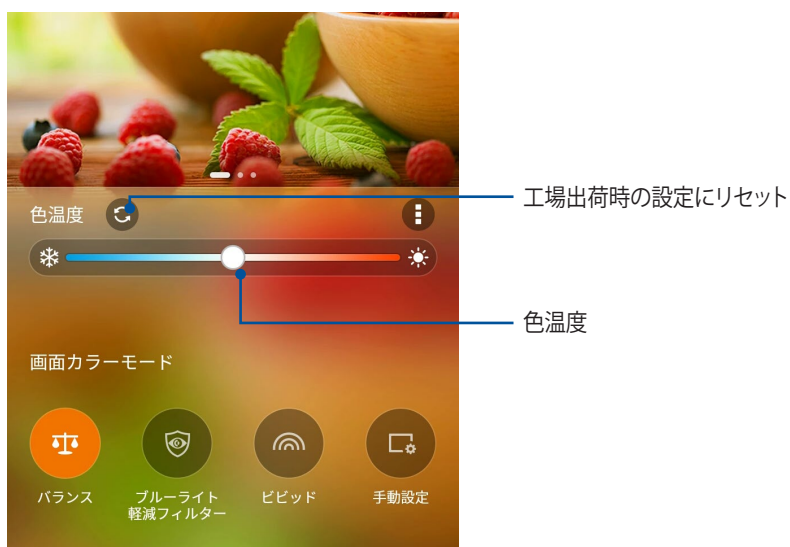 工場出荷時の設定にリセット
色温度
色温度
画面カラーモード
バランス
ブルーライト
軽減フィルター
ビビッド
手動設定